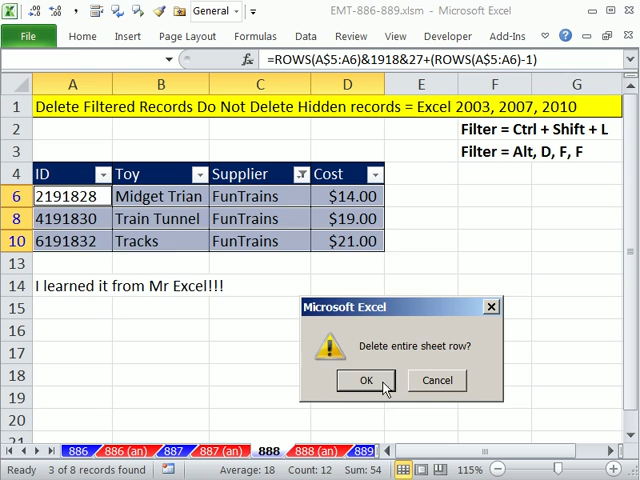 General
EMT-886-889.xlsm - Microsoft Excel
File Home Insert Page Layout Formulas Data Review View Developer Add-Ins
fx =ROWS(A$5:A6)&1918&27+(ROWS(A$5:A6)-1)
A B C D E F G
1 Delete Filtered Records Do Not Delete Hidden records = Excel 2003, 2007, 2010
2 Filter = Ctrl + Shift + L
3 Filter = Alt, D, F, F
4 ID Toy Supplier Cost
6 2191828 Midget Trian FunTrains $14.00
8 4191830 Train Tunnel FunTrains $19.00
10 6191832 Tracks FunTrains $21.00
13
14 I learned it from Mr Excel!!!
15
16
17
18
19
20
21
Microsoft Excel
Delete entire sheet row?
OK Cancel
886 886 (an) 887 887 (an) 888 888 (an) 889
Ready 3 of 8 records found Average: 18 Count: 12 Sum: 54 115%